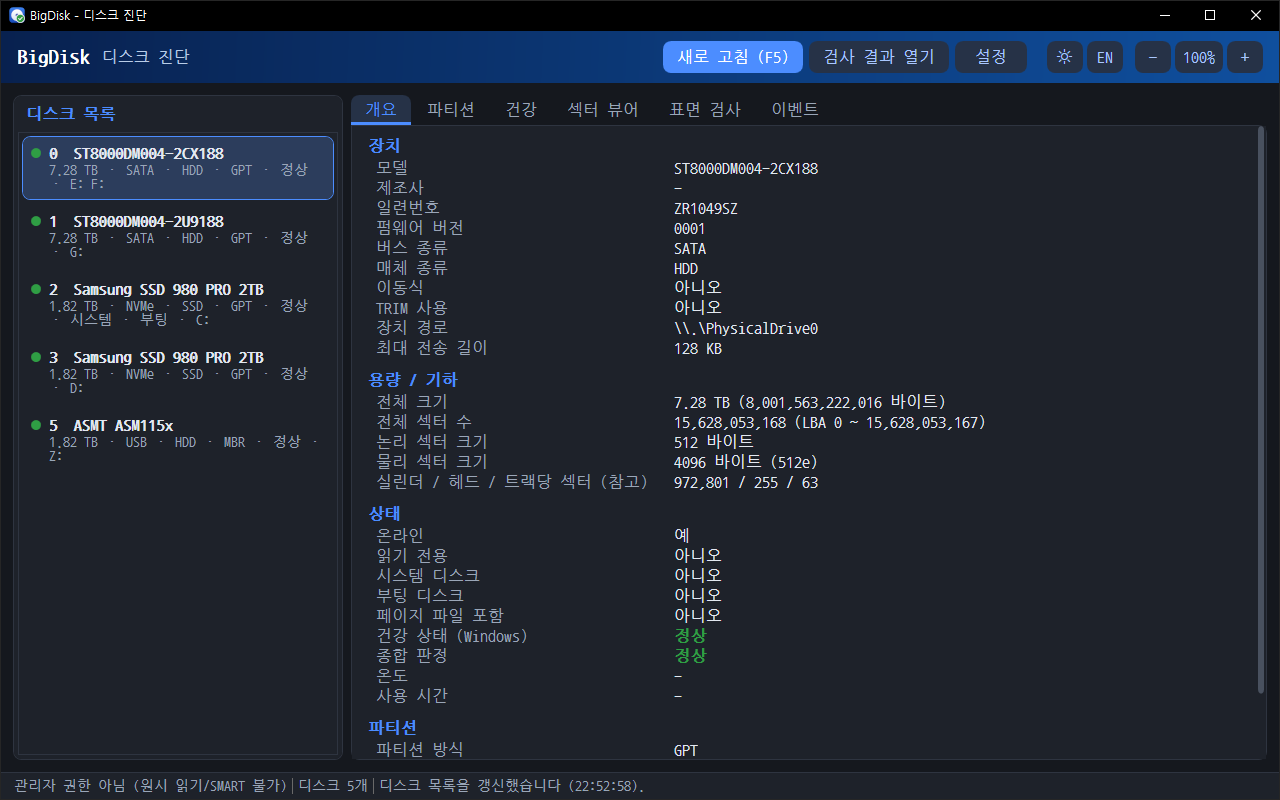 BigDisk - 디스크 진단
BigDisk 디스크 진단
새로 고침 (F5)
검사 결과 열기
설정
EN
−
100%
+
디스크 목록
0 ST8000DM004-2CX188
7.28 TB · SATA · HDD · GPT · 정상
· E: F:
1 ST8000DM004-2U9188
7.28 TB · SATA · HDD · GPT · 정상
· G:
2 Samsung SSD 980 PRO 2TB
1.82 TB · NVMe · SSD · GPT · 정상
· 시스템 · 부팅 · C:
3 Samsung SSD 980 PRO 2TB
1.82 TB · NVMe · SSD · GPT · 정상
· D:
5 ASMT ASM115x
1.82 TB · USB · HDD · MBR · 정상 ·
Z:
개요 파티션 건강 섹터 뷰어 표면 검사 이벤트
장치
모델 ST8000DM004-2CX188
제조사 −
일련번호 ZR1049SZ
펌웨어 버전 0001
버스 종류 SATA
매체 종류 HDD
이동식 아니오
TRIM 사용 아니오
장치 경로 \\.\PhysicalDrive0
최대 전송 길이 128 KB
용량 / 기하
전체 크기 7.28 TB (8,001,563,222,016 바이트)
전체 섹터 수 15,628,053,168 (LBA 0 ~ 15,628,053,167)
논리 섹터 크기 512 바이트
물리 섹터 크기 4096 바이트 (512e)
실린더 / 헤드 / 트랙당 섹터 (참고) 972,801 / 255 / 63
상태
온라인 예
읽기 전용 아니오
시스템 디스크 아니오
부팅 디스크 아니오
페이지 파일 포함 아니오
건강 상태 (Windows) 정상
종합 판정 정상
온도 −
사용 시간 −
파티션
파티션 방식 GPT
관리자 권한 아님 (원시 읽기/SMART 불가) | 디스크 5개 | 디스크 목록을 갱신했습니다 (22:52:58).